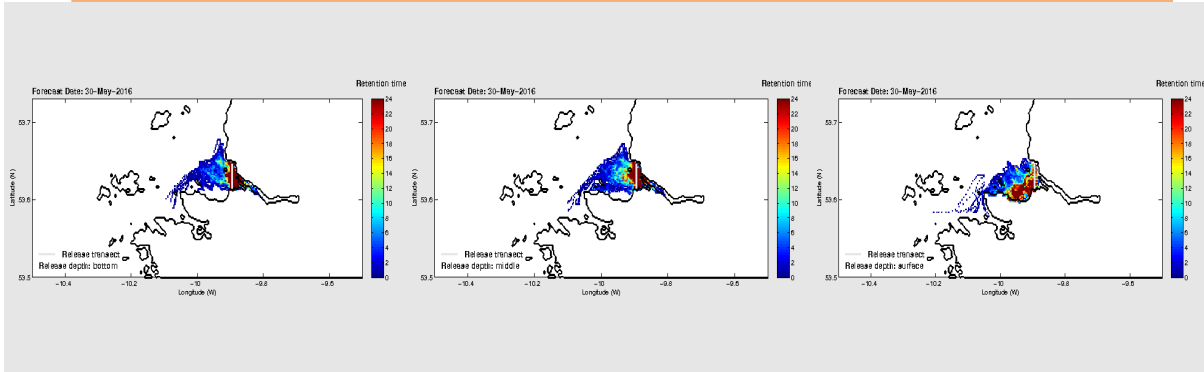 Retention time
Forecast Date: 30-May-2016
24
22
20
18
16
14
12
10
8
6
4
2
0
53.7
53.6
53.5
Latitude (N)
Release transect
Release depth: bottom
-10.4 -10.2 -10 -9.8 -9.6
Longitude (W)
Retention time
Forecast Date: 30-May-2016
24
22
20
18
16
14
12
10
8
6
4
2
0
53.7
53.6
53.5
Latitude (N)
Release transect
Release depth: middle
-10.4 -10.2 -10 -9.8 -9.6
Longitude (W)
Retention time
Forecast Date: 30-May-2016
24
22
20
18
16
14
12
10
8
6
4
2
0
53.7
53.6
53.5
Latitude (N)
Release transect
Release depth: surface
-10.4 -10.2 -10 -9.8 -9.6
Longitude (W)